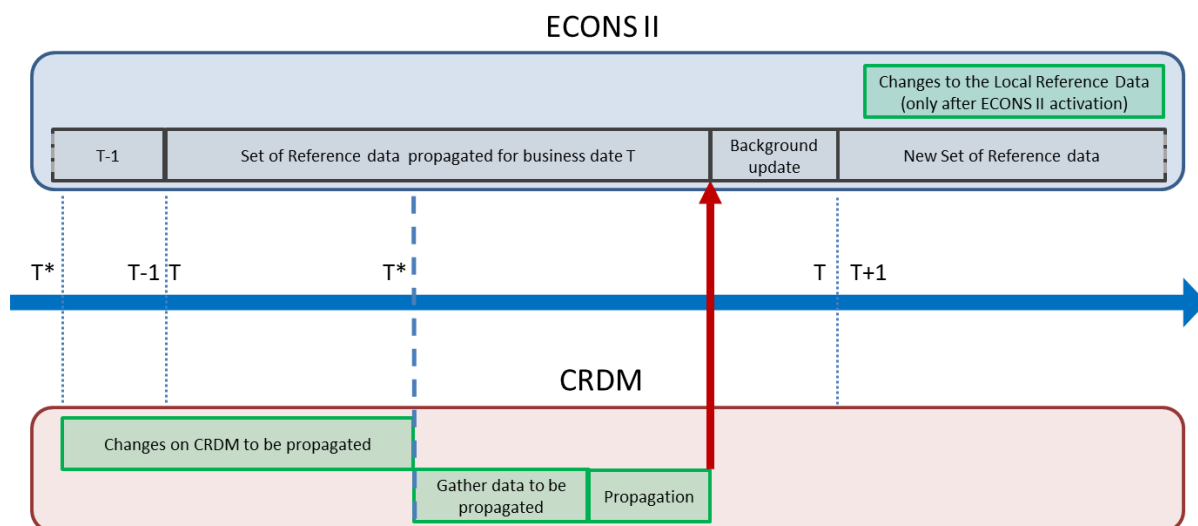 ECONS II
Changes to the Local Reference Data
(only after ECONS II activation)
T-1
Set of Reference data propagated for business date T
Background
update
New Set of Reference data
T*
T-1
T
T*
T
T+1
CRDM
Changes on CRDM to be propagated
Gather data to be
propagated
Propagation